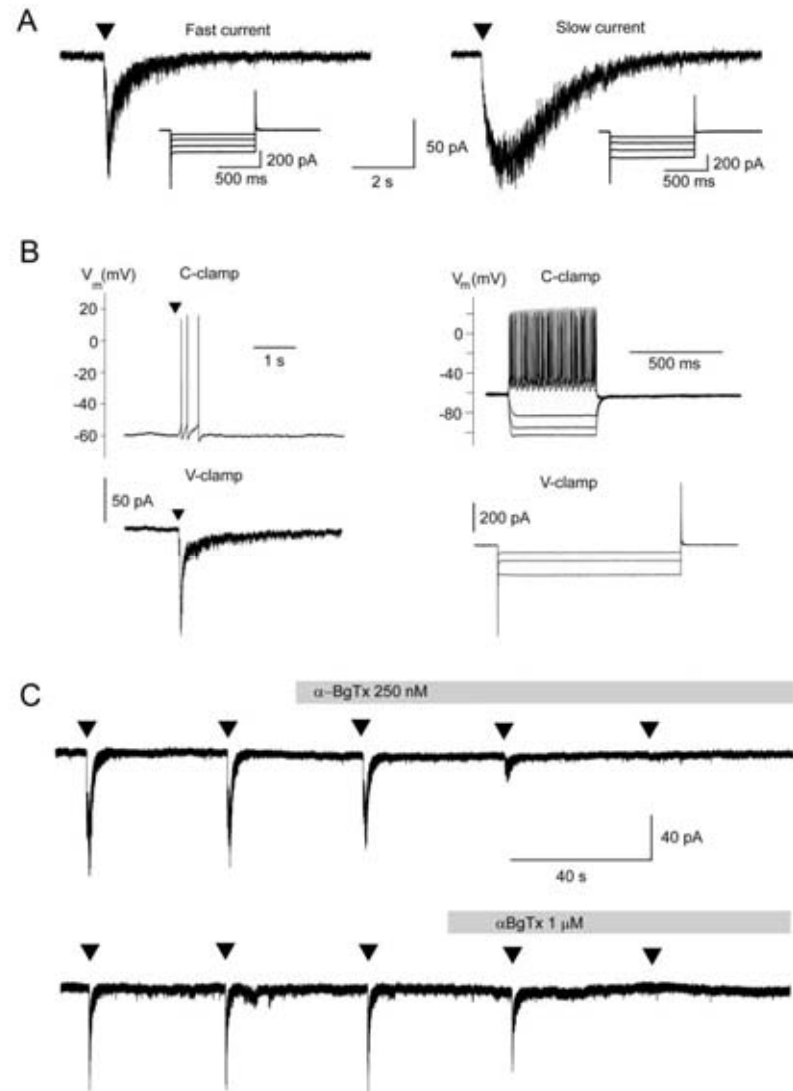 A
Fast current
Slow current
200 pA
500 ms
50 pA
2 s
200 pA
500 ms
B
Vm(mV)
C-clamp
20
0
-20
-40
-60
1 s
Vm(mV)
C-clamp
0
-40
-80
500 ms
V-clamp
50 pA
V-clamp
200 pA
C
α-BgTx 250 nM
40 pA
40 s
αBgTx 1 μM